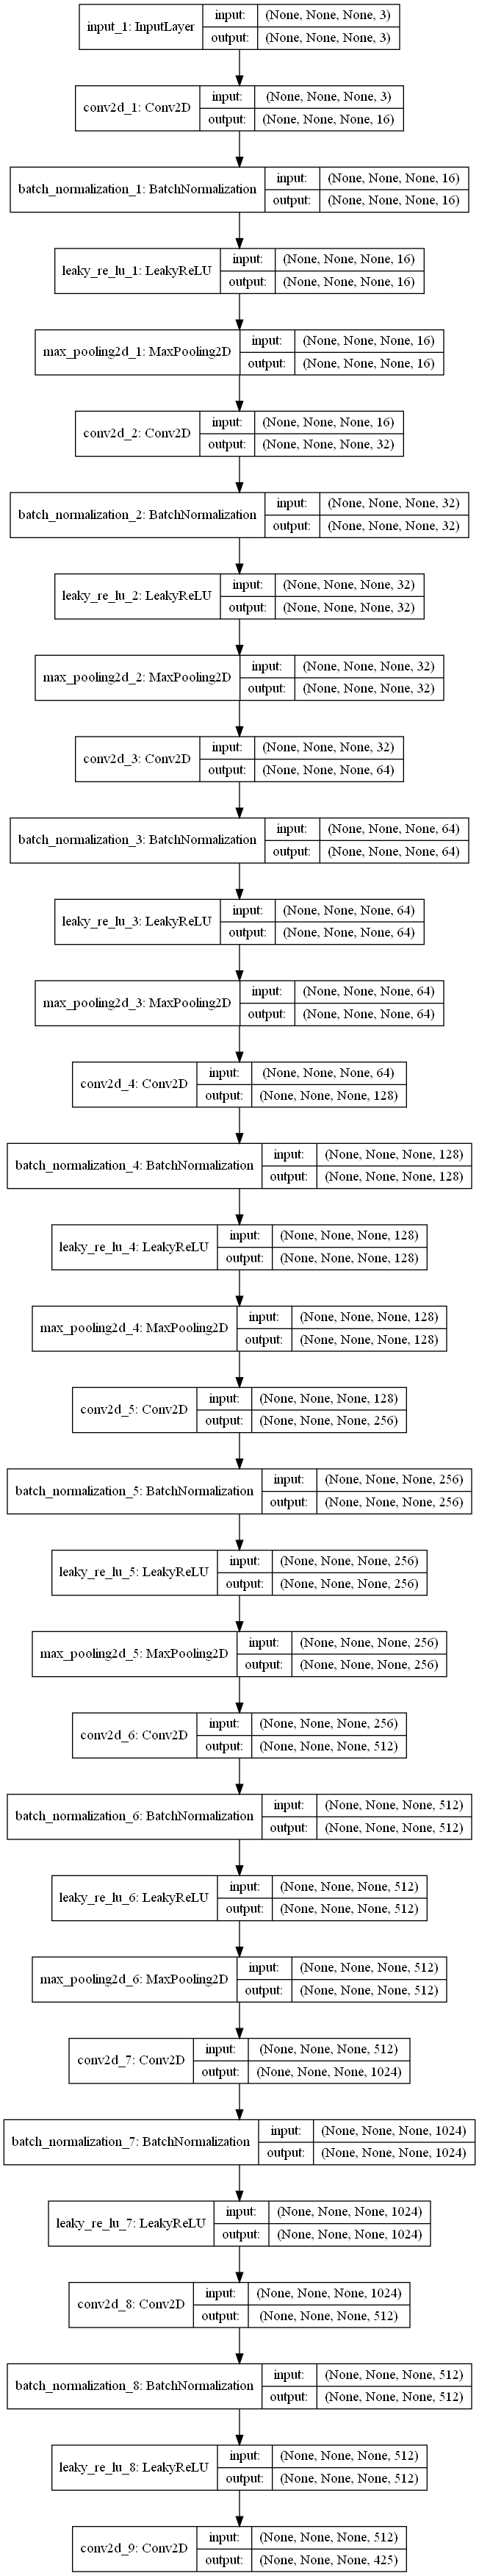 input_1: InputLayer
input: (None, None, None, 3)
output: (None, None, None, 3)
conv2d_1: Conv2D
input: (None, None, None, 3)
output: (None, None, None, 16)
batch_normalization_1: BatchNormalization
input: (None, None, None, 16)
output: (None, None, None, 16)
leaky_re_lu_1: LeakyReLU
input: (None, None, None, 16)
output: (None, None, None, 16)
max_pooling2d_1: MaxPooling2D
input: (None, None, None, 16)
output: (None, None, None, 16)
conv2d_2: Conv2D
input: (None, None, None, 16)
output: (None, None, None, 32)
batch_normalization_2: BatchNormalization
input: (None, None, None, 32)
output: (None, None, None, 32)
leaky_re_lu_2: LeakyReLU
input: (None, None, None, 32)
output: (None, None, None, 32)
max_pooling2d_2: MaxPooling2D
input: (None, None, None, 32)
output: (None, None, None, 32)
conv2d_3: Conv2D
input: (None, None, None, 32)
output: (None, None, None, 64)
batch_normalization_3: BatchNormalization
input: (None, None, None, 64)
output: (None, None, None, 64)
leaky_re_lu_3: LeakyReLU
input: (None, None, None, 64)
output: (None, None, None, 64)
max_pooling2d_3: MaxPooling2D
input: (None, None, None, 64)
output: (None, None, None, 64)
conv2d_4: Conv2D
input: (None, None, None, 64)
output: (None, None, None, 128)
batch_normalization_4: BatchNormalization
input: (None, None, None, 128)
output: (None, None, None, 128)
leaky_re_lu_4: LeakyReLU
input: (None, None, None, 128)
output: (None, None, None, 128)
max_pooling2d_4: MaxPooling2D
input: (None, None, None, 128)
output: (None, None, None, 128)
conv2d_5: Conv2D
input: (None, None, None, 128)
output: (None, None, None, 256)
batch_normalization_5: BatchNormalization
input: (None, None, None, 256)
output: (None, None, None, 256)
leaky_re_lu_5: LeakyReLU
input: (None, None, None, 256)
output: (None, None, None, 256)
max_pooling2d_5: MaxPooling2D
input: (None, None, None, 256)
output: (None, None, None, 256)
conv2d_6: Conv2D
input: (None, None, None, 256)
output: (None, None, None, 512)
batch_normalization_6: BatchNormalization
input: (None, None, None, 512)
output: (None, None, None, 512)
leaky_re_lu_6: LeakyReLU
input: (None, None, None, 512)
output: (None, None, None, 512)
max_pooling2d_6: MaxPooling2D
input: (None, None, None, 512)
output: (None, None, None, 512)
conv2d_7: Conv2D
input: (None, None, None, 512)
output: (None, None, None, 1024)
batch_normalization_7: BatchNormalization
input: (None, None, None, 1024)
output: (None, None, None, 1024)
leaky_re_lu_7: LeakyReLU
input: (None, None, None, 1024)
output: (None, None, None, 1024)
conv2d_8: Conv2D
input: (None, None, None, 1024)
output: (None, None, None, 512)
batch_normalization_8: BatchNormalization
input: (None, None, None, 512)
output: (None, None, None, 512)
leaky_re_lu_8: LeakyReLU
input: (None, None, None, 512)
output: (None, None, None, 512)
conv2d_9: Conv2D
input: (None, None, None, 512)
output: (None, None, None, 425)